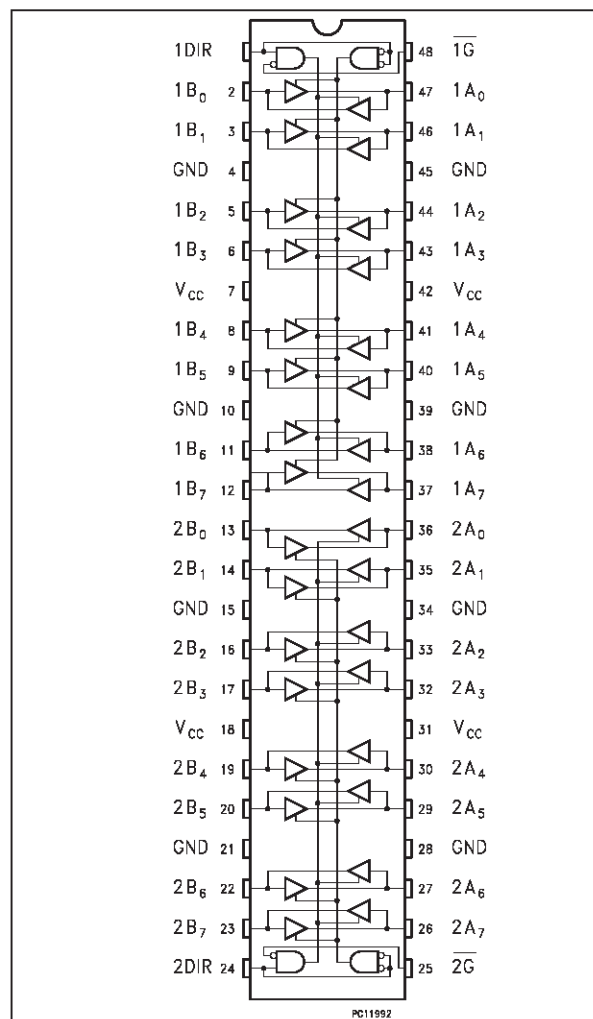 1DIR 1 48 1G
1B0 2 47 1A0
1B1 3 46 1A1
GND 4 45 GND
1B2 5 44 1A2
1B3 6 43 1A3
VCC 7 42 VCC
1B4 8 41 1A4
1B5 9 40 1A5
GND 10 39 GND
1B6 11 38 1A6
1B7 12 37 1A7
2B0 13 36 2A0
2B1 14 35 2A1
GND 15 34 GND
2B2 16 33 2A2
2B3 17 32 2A3
VCC 18 31 VCC
2B4 19 30 2A4
2B5 20 29 2A5
GND 21 28 GND
2B6 22 27 2A6
2B7 23 26 2A7
2DIR 24 25 2G
PC11992